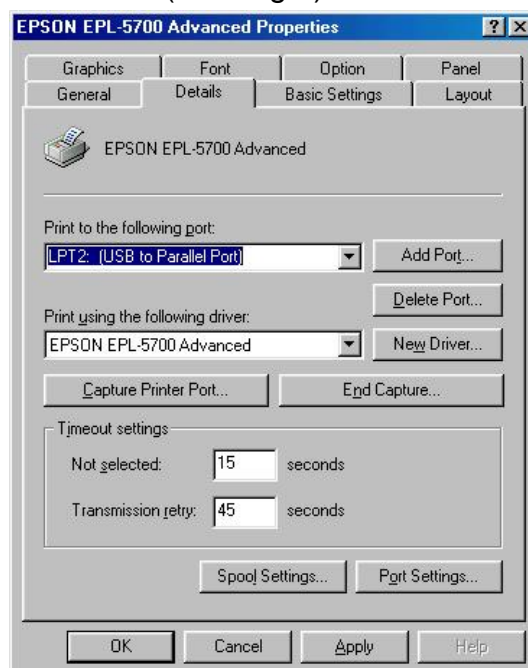 EPSON EPL-5700 Advanced Properties
Graphics Font Option Panel
General Details Basic Settings Layout
EPSON EPL-5700 Advanced
Print to the following port:
LPT2: (USB to Parallel Port)
Add Port...
Delete Port...
Print using the following driver:
EPSON EPL-5700 Advanced
New Driver...
Capture Printer Port... End Capture...
Timeout settings
Not selected: 15 seconds
Transmission retry: 45 seconds
Spool Settings... Port Settings...
OK Cancel Apply Help